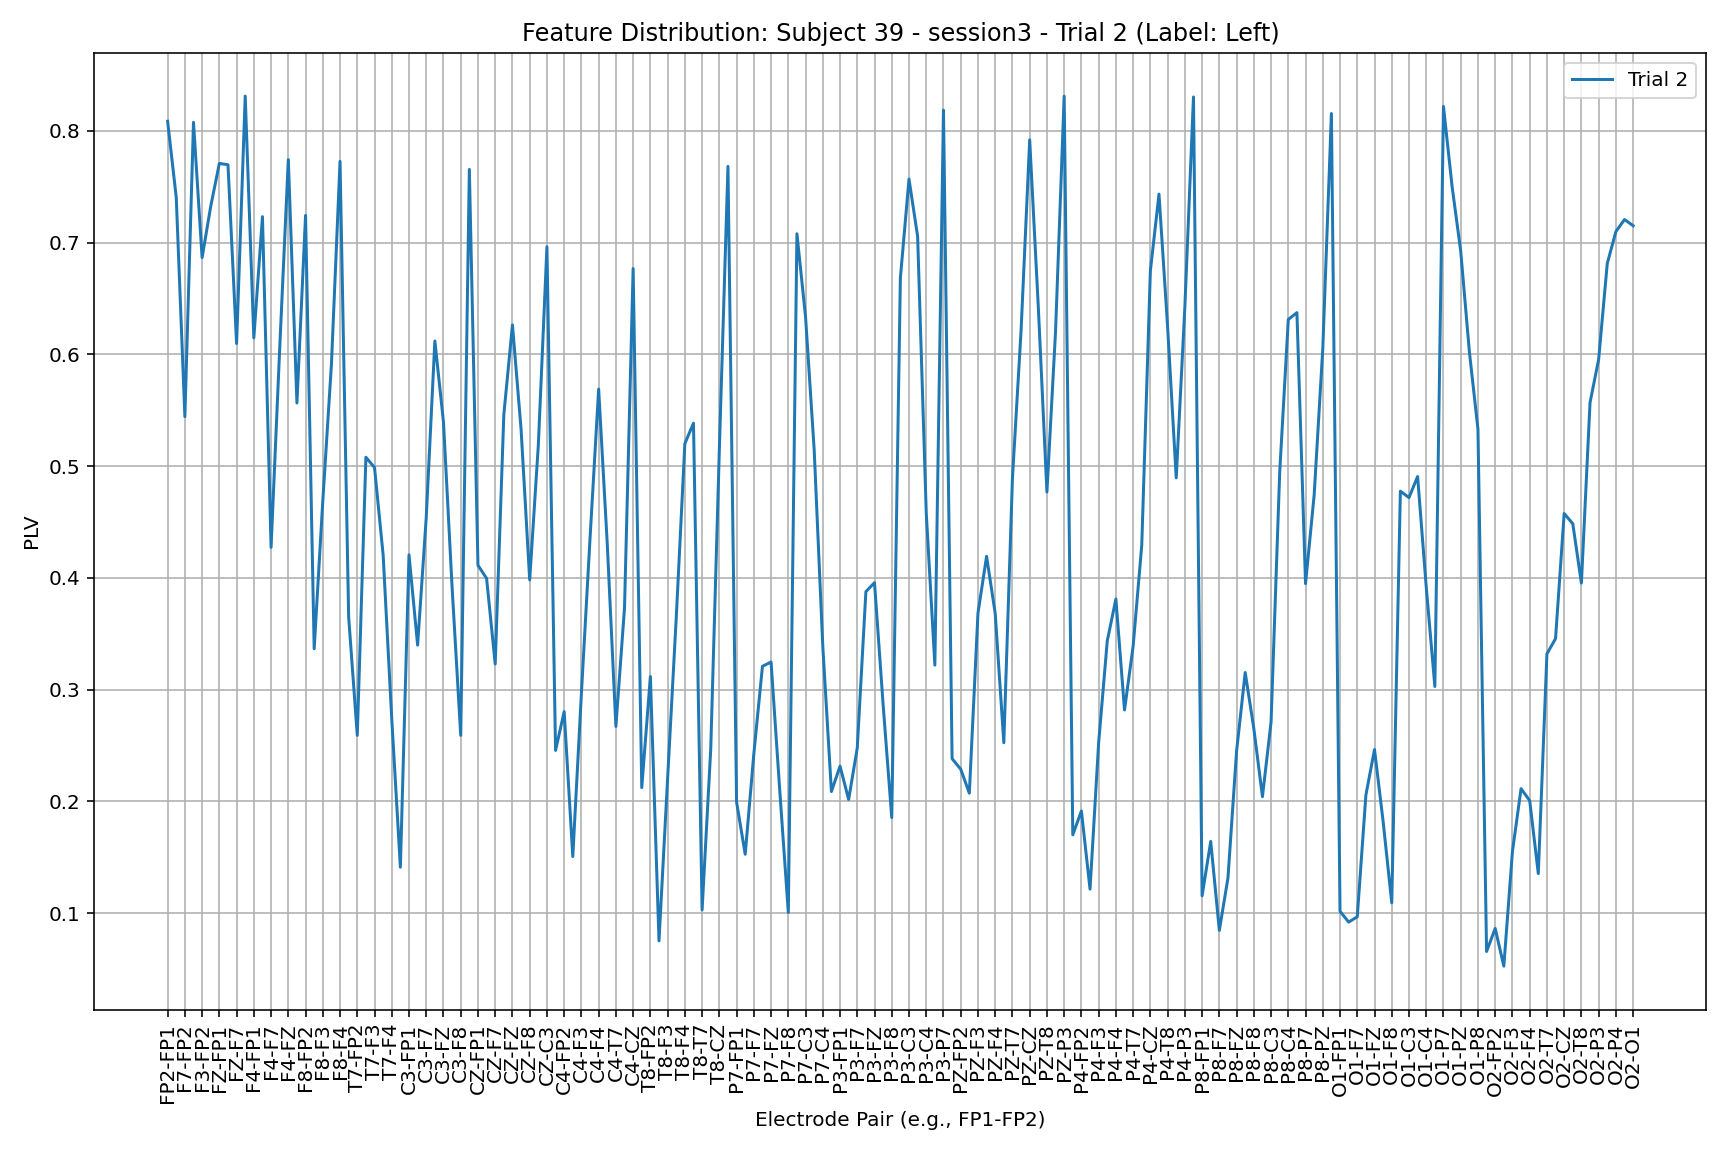 Feature Distribution: Subject 39 - session3 - Trial 2 (Label: Left)
Trial 2
PLV
0.8
0.7
0.6
0.5
0.4
0.3
0.2
0.1
FP2-FP1
F7-FP2
F3-FP2
FZ-FP1
FZ-F7
F4-FP1
F4-F7
F4-FZ
F8-FP2
F8-F3
F8-F4
T7-FP2
T7-F3
T7-F4
C3-FP1
C3-F7
C3-FZ
C3-F8
CZ-FP1
CZ-F7
CZ-FZ
CZ-F8
CZ-C3
C4-FP2
C4-F3
C4-F4
C4-T7
C4-CZ
T8-FP2
T8-F3
T8-F4
T8-T7
T8-CZ
P7-FP1
P7-F7
P7-FZ
P7-F8
P7-C3
P7-C4
P3-FP1
P3-F7
P3-FZ
P3-F8
P3-C3
P3-C4
P3-P7
PZ-FP2
PZ-F3
PZ-F4
PZ-T7
PZ-CZ
PZ-T8
PZ-P3
P4-FP2
P4-F3
P4-F4
P4-T7
P4-CZ
P4-T8
P4-P3
P8-FP1
P8-F7
P8-FZ
P8-F8
P8-C3
P8-C4
P8-P7
P8-PZ
O1-FP1
O1-F7
O1-FZ
O1-F8
O1-C3
O1-C4
O1-P7
O1-PZ
O1-P8
O2-FP2
O2-F3
O2-F4
O2-T7
O2-CZ
O2-T8
O2-P3
O2-P4
O2-O1
Electrode Pair (e.g., FP1-FP2)